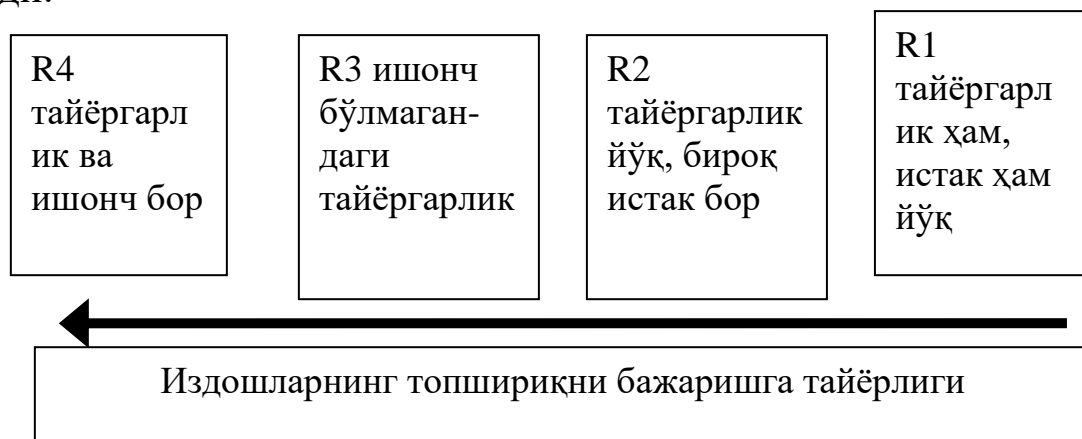 ди.
R4
тайёргарл
ик ва
ишонч бор
R3 ишонч
бўлмаган-
даги
тайёргарлик
R2
тайёргарлик
йўқ, бироқ
истак бор
R1
тайёргарл
ик ҳам,
истак ҳам
йўқ
Издошларнинг топшириқни бажаришга тайёрлиги